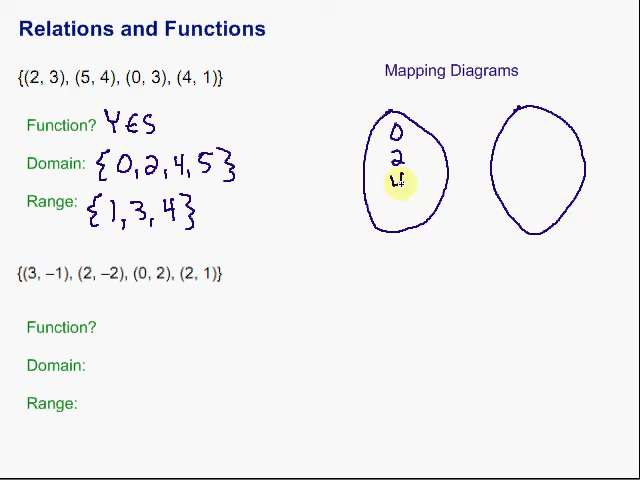 Relations and Functions
{(2, 3), (5, 4), (0, 3), (4, 1)}
Function? YES
Domain: {0, 2, 4, 5}
Range: {1, 3, 4}
{(3, –1), (2, –2), (0, 2), (2, 1)}
Function?
Domain:
Range:
Mapping Diagrams
0
2
4